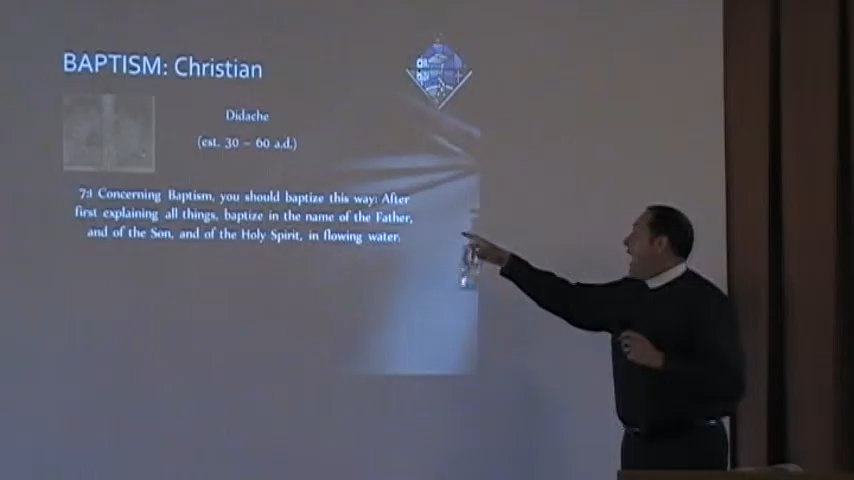 BAPTISM: Christian
Didache
(est. 30 – 60 a.d.)
7:1 Concerning Baptism, you should baptize this way: After
first explaining all things, baptize in the name of the Father,
and of the Son, and of the Holy Spirit, in flowing water.